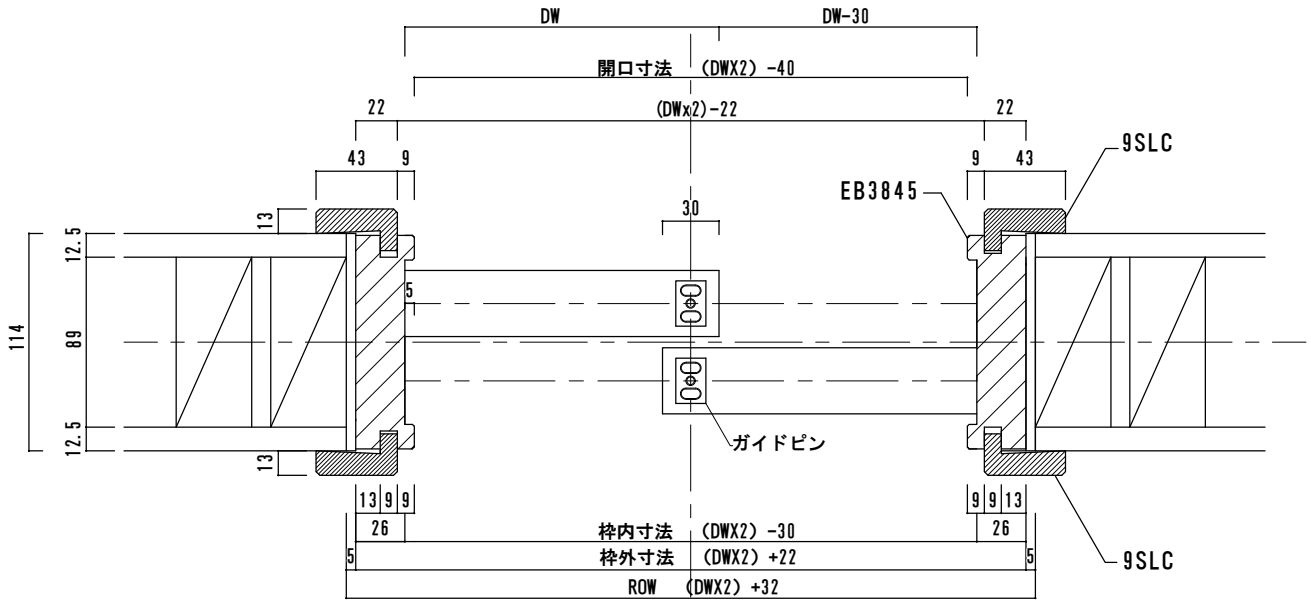 DW DW-30
開口寸法 (DWX2) -40
22 (DWx2)-22 22
43 9 9 43 9SLC
EB3845
30
13
12.5
5
114 89
ガイドピン
12.5
13
13 9 9 9 9 13
26 枠内寸法 (DWX2) -30 26
5 枠外寸法 (DWX2) +22 5
9SLC
ROW (DWX2) +32